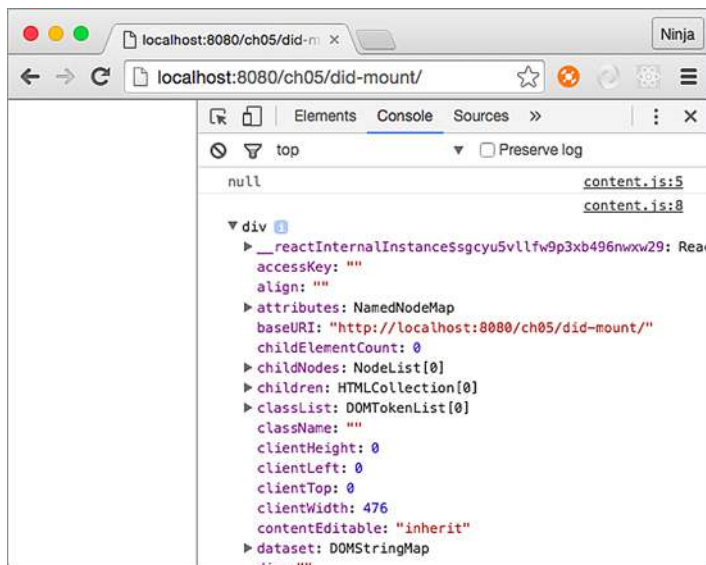 localhost:8080/ch05/did-m
Ninja
localhost:8080/ch05/did-mount/
Elements Console Sources »
top Preserve log
null content.js:5
content.js:8
div i
__reactInternalInstance$sgcyu5vllfw9p3xb496nwxw29: Reac
accessKey: ""
align: ""
attributes: NamedNodeMap
baseURI: "http://localhost:8080/ch05/did-mount/"
childElementCount: 0
childNodes: NodeList[0]
children: HTMLCollection[0]
classList: DOMTokenList[0]
className: ""
clientHeight: 0
clientLeft: 0
clientTop: 0
clientWidth: 476
contentEditable: "inherit"
dataset: DOMStringMap